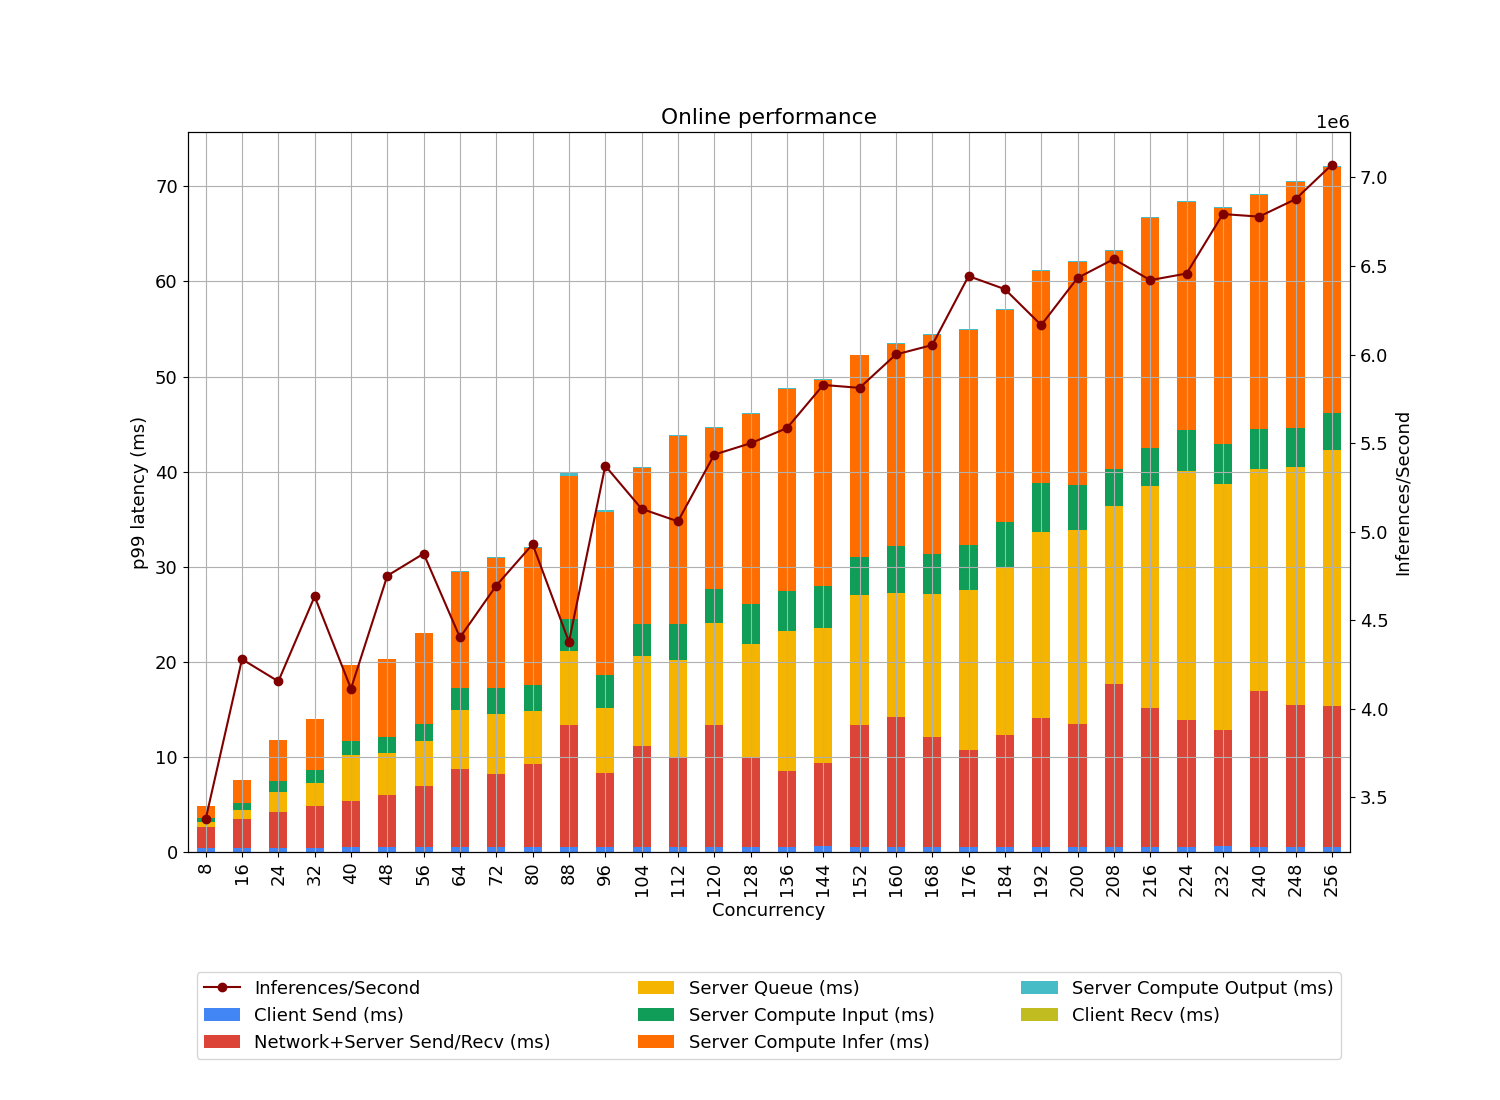 Online performance
1e6
70
60
50
40
30
20
10
0
p99 latency (ms)
7.0
6.5
6.0
5.5
5.0
4.5
4.0
3.5
Inferences/Second
8 16 24 32 40 48 56 64 72 80 88 96 104 112 120 128 136 144 152 160 168 176 184 192 200 208 216 224 232 240 248 256
Concurrency
Inferences/Second
Client Send (ms)
Network+Server Send/Recv (ms)
Server Queue (ms)
Server Compute Input (ms)
Server Compute Infer (ms)
Server Compute Output (ms)
Client Recv (ms)